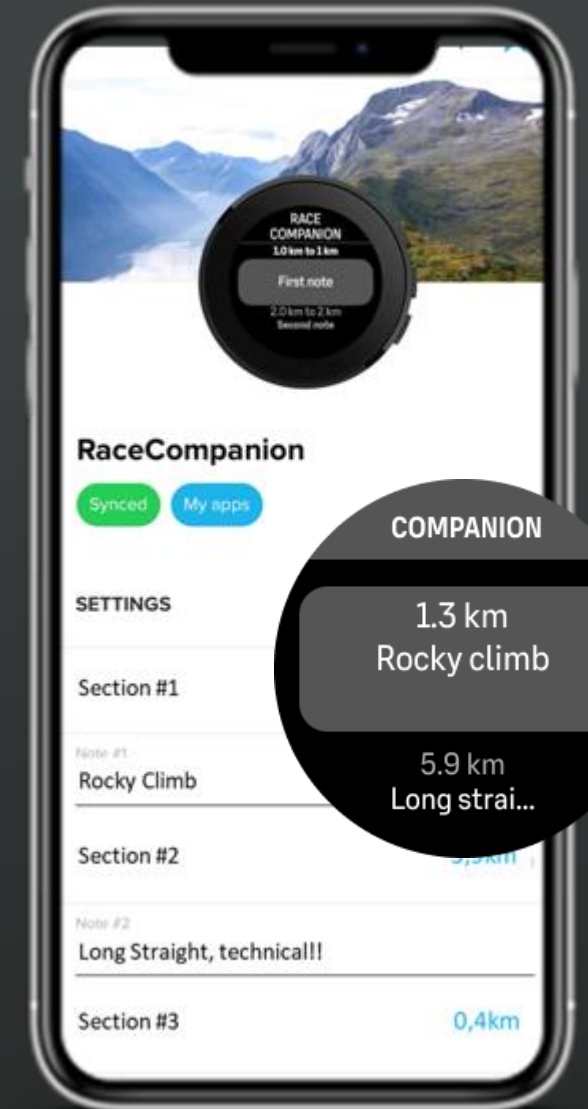 RACE
COMPANION
1.0 km to 1 km
First note
2.0 km to 2 km
Second note
RaceCompanion
Synced
My apps
SETTINGS
Section #1
Note #1
Rocky Climb
COMPANION
1.3 km
Rocky climb
5.9 km
Long strai...
Section #2
Note #2
Long Straight, technical!!
Section #3
0,4km